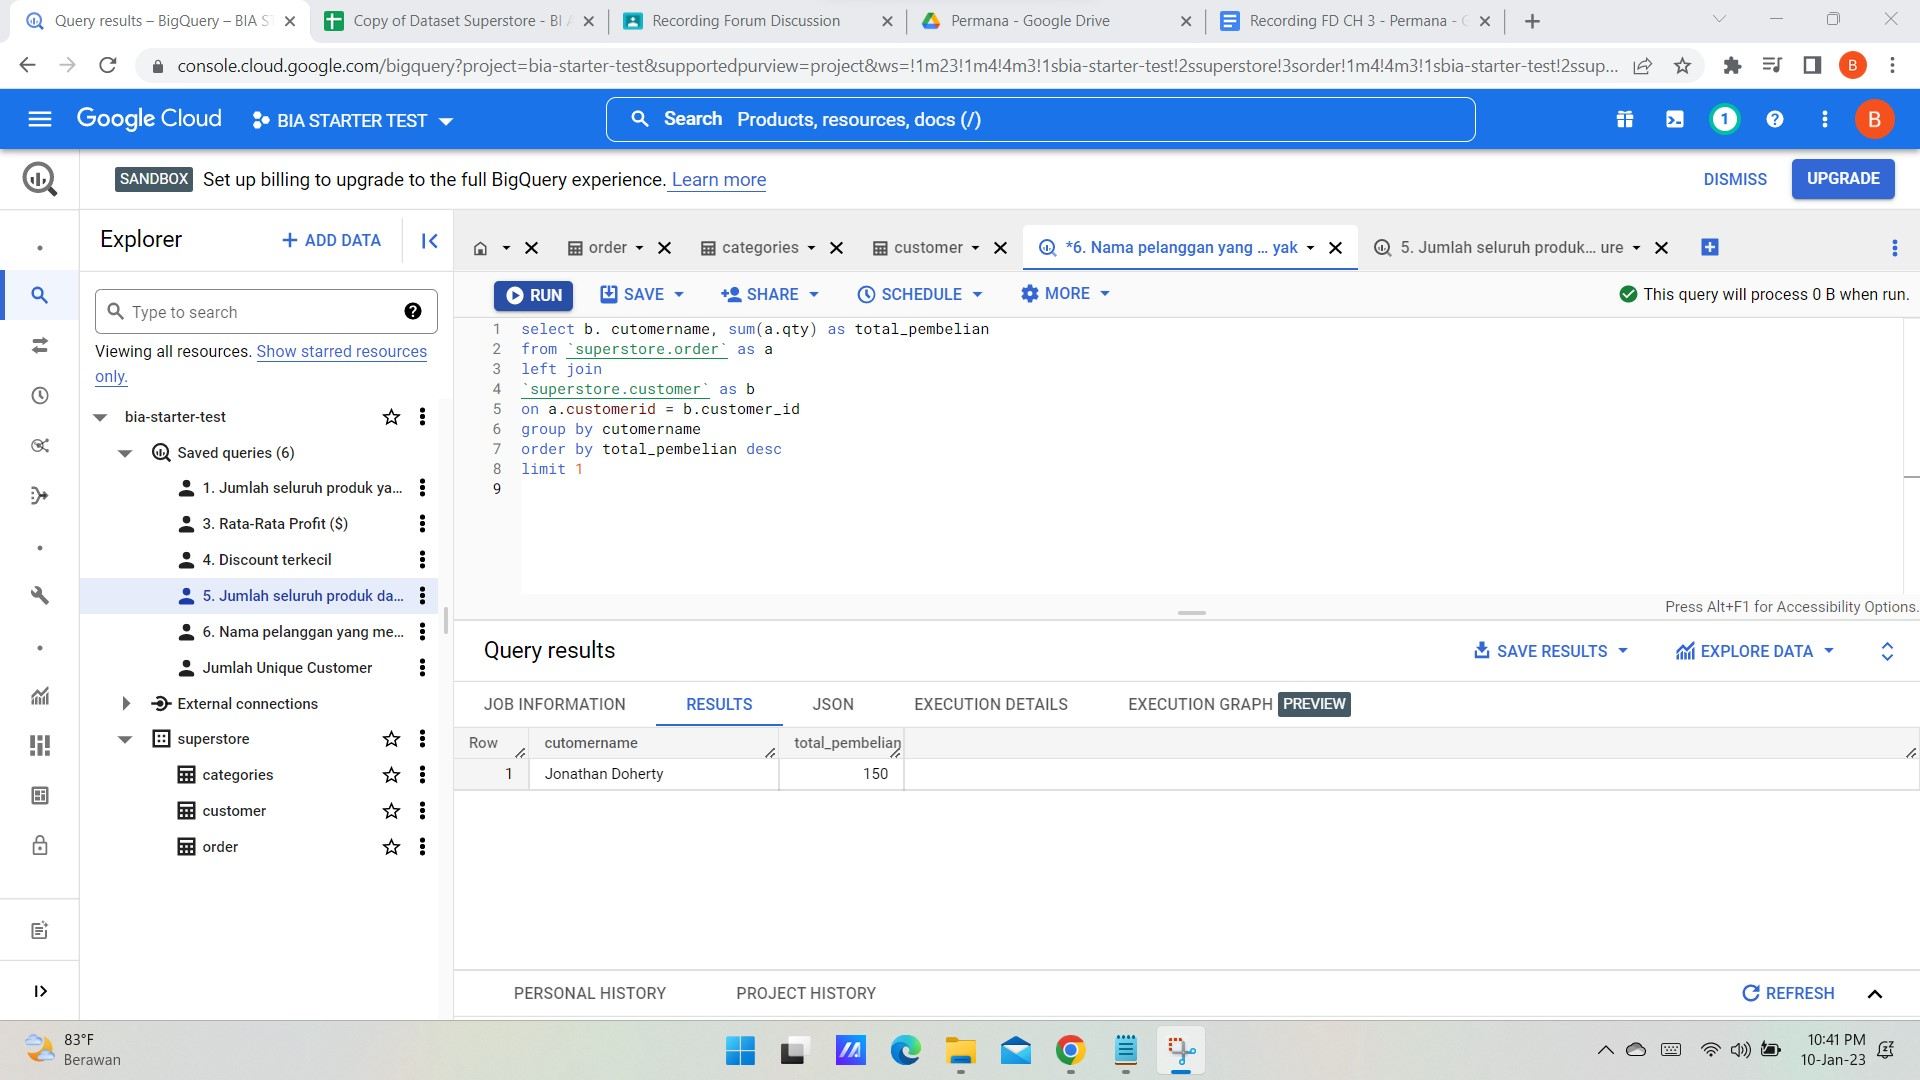 Query results – BigQuery – BIA S
Copy of Dataset Superstore - BI
Recording Forum Discussion
Permana - Google Drive
Recording FD CH 3 - Permana -
console.cloud.google.com/bigquery?project=bia-starter-test&supportedpurview=project&ws=!1m23!1m4!4m3!1sbia-starter-test!2ssuperstore!3sorder!1m4!4m3!1sbia-starter-test!2ssup...
B
Google Cloud
BIA STARTER TEST
Search Products, resources, docs (/)
1
B
SANDBOX Set up billing to upgrade to the full BigQuery experience. Learn more
DISMISS
UPGRADE
Explorer
+ ADD DATA
order
categories
customer
*6. Nama pelanggan yang ... yak
5. Jumlah seluruh produk... ure
Type to search
Viewing all resources. Show starred resources
only.
bia-starter-test
Saved queries (6)
1. Jumlah seluruh produk ya...
3. Rata-Rata Profit ($)
4. Discount terkecil
5. Jumlah seluruh produk da...
6. Nama pelanggan yang me...
Jumlah Unique Customer
External connections
superstore
categories
customer
order
RUN
SAVE
SHARE
SCHEDULE
MORE
This query will process 0 B when run.
1 select b. cutomername, sum(a.qty) as total_pembelian
2 from `superstore.order` as a
3 left join
4 `superstore.customer` as b
5 on a.customerid = b.customer_id
6 group by cutomername
7 order by total_pembelian desc
8 limit 1
9
Press Alt+F1 for Accessibility Options.
Query results
SAVE RESULTS
EXPLORE DATA
JOB INFORMATION
RESULTS
JSON
EXECUTION DETAILS
EXECUTION GRAPH PREVIEW
Row cutomername total_pembelian
1 Jonathan Doherty 150
PERSONAL HISTORY
PROJECT HISTORY
REFRESH
83°F
Berawan
10:41 PM
10-Jan-23